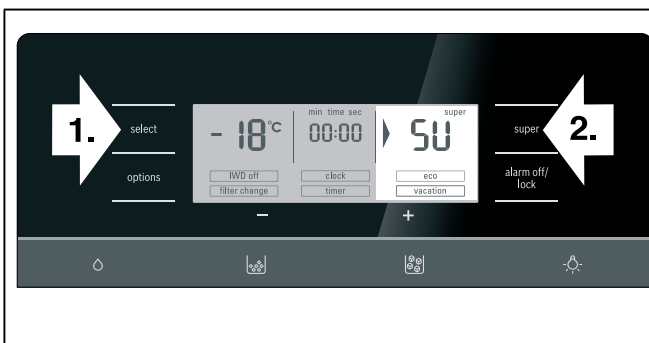 min time sec
super
1.
select
- 18°C
00:00
SU
super
2.
options
IWD off
clock
eco
alarm off/
lock
filter change
timer
vacation
- +